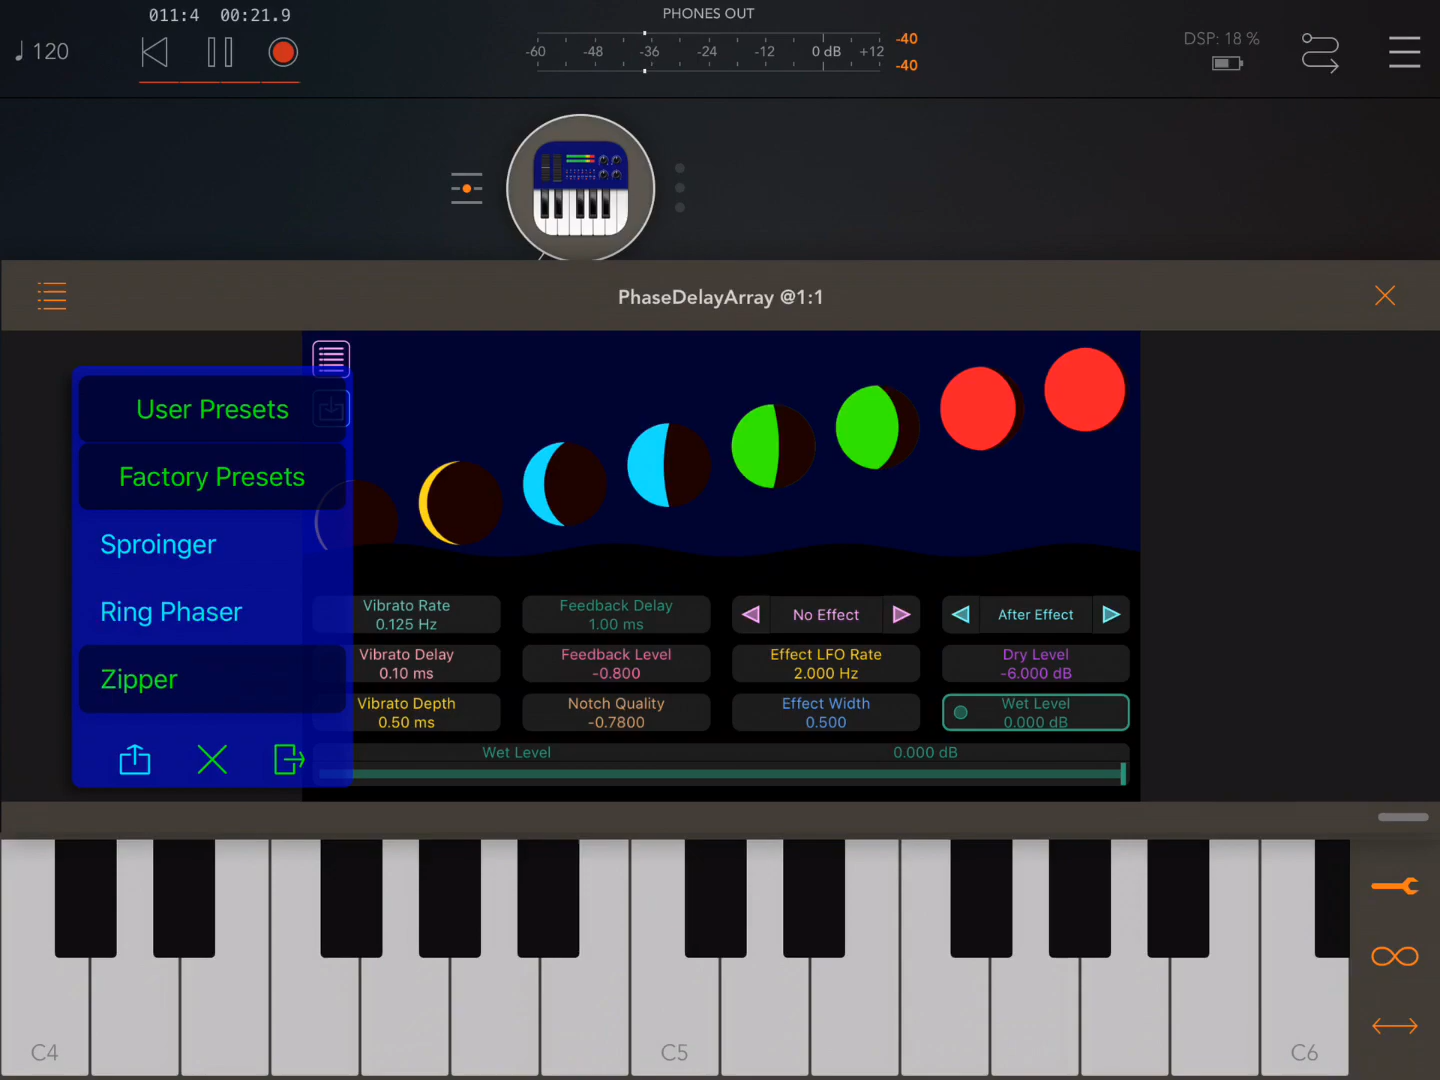 011:4 00:21.9
PHONES OUT
♩ 120
-60 -48 -36 -24 -12 0 dB +12
-40
-40
DSP: 18 %
PhaseDelayArray @1:1
User Presets
Factory Presets
Sproinger
Ring Phaser
Zipper
Vibrato Rate
0.125 Hz
Feedback Delay
1.00 ms
No Effect
After Effect
Vibrato Delay
0.10 ms
Feedback Level
-0.800
Effect LFO Rate
2.000 Hz
Dry Level
-6.000 dB
Vibrato Depth
0.50 ms
Notch Quality
-0.7800
Effect Width
0.500
Wet Level
0.000 dB
Wet Level 0.000 dB
C4 C5 C6